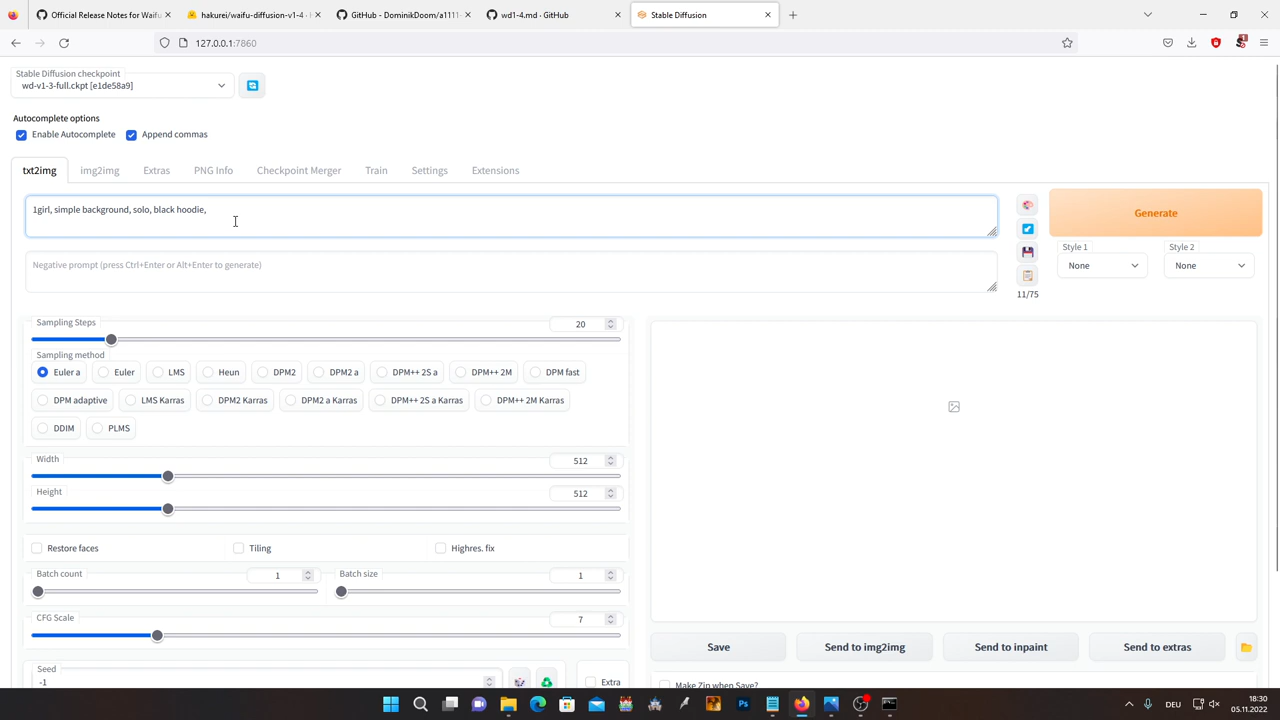 Official Release Notes for Waifu
hakurei/waifu-diffusion-v1-4 ·
GitHub - DominikDoom/a1111
wd1-4.md · GitHub
Stable Diffusion
127.0.0.1:7860
Stable Diffusion checkpoint
wd-v1-3-full.ckpt [e1de58a9]
Autocomplete options
Enable Autocomplete
Append commas
txt2img
img2img
Extras
PNG Info
Checkpoint Merger
Train
Settings
Extensions
1girl, simple background, solo, black hoodie,
Generate
Style 1
Style 2
None
None
Negative prompt (press Ctrl+Enter or Alt+Enter to generate)
11/75
Sampling Steps
20
Sampling method
Euler a
Euler
LMS
Heun
DPM2
DPM2 a
DPM++ 2S a
DPM++ 2M
DPM fast
DPM adaptive
LMS Karras
DPM2 Karras
DPM2 a Karras
DPM++ 2S a Karras
DPM++ 2M Karras
DDIM
PLMS
Width
512
Height
512
Restore faces
Tiling
Highres. fix
Batch count
1
Batch size
1
CFG Scale
7
Save
Send to img2img
Send to inpaint
Send to extras
Seed
-1
Extra
Make Zip when Save?
DEU
18:30
05.11.2022